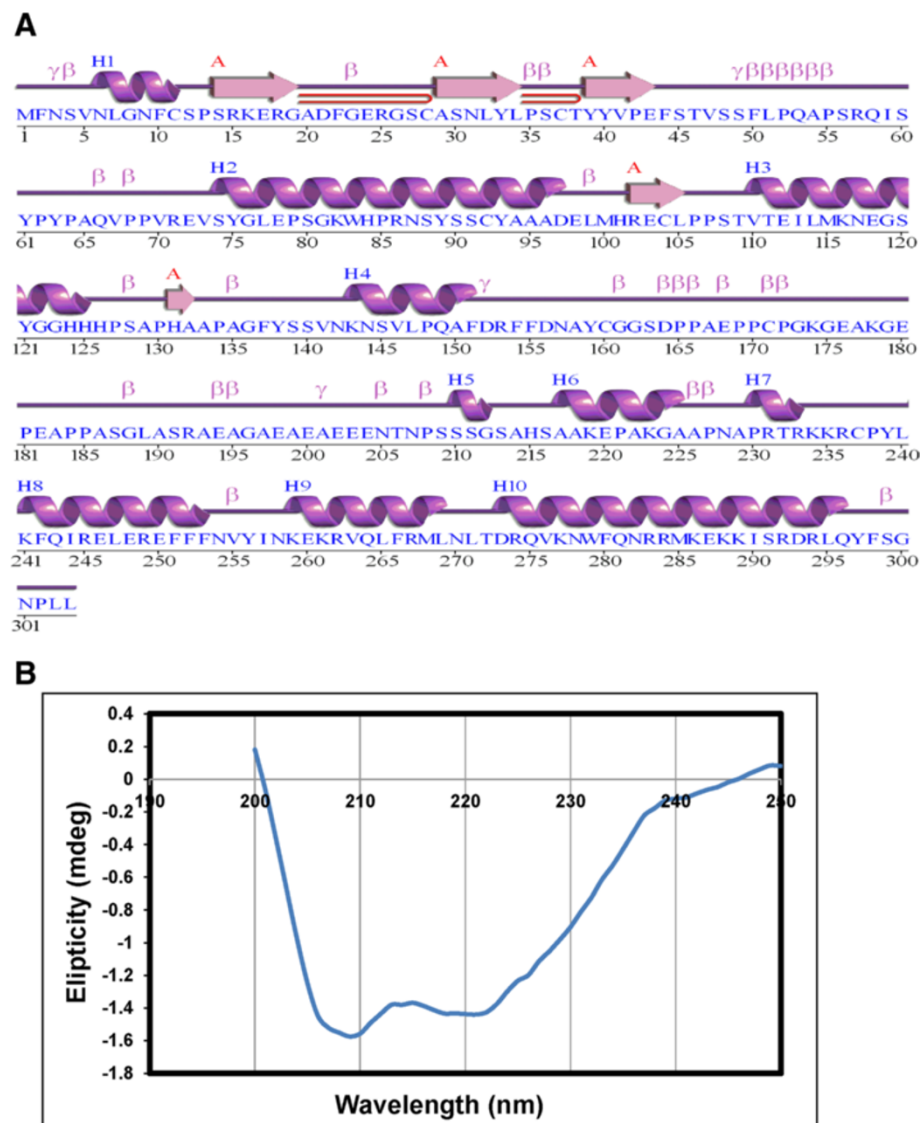 A
γβ H1 A β A ββ A γββββββ
MFNSVNLGNFCSPSRKERGADFGERGSCASNLYLPSCTYYVPEFSTVSSFLPQAPSRQIS
1 5 10 15 20 25 30 35 40 45 50 55 60
β β H2 β A H3
YPYPAQVPPVREVSYGLEPSGKWHPRNSYSSCYAAADELMHRECLPPSTVTEILMKNEGS
61 65 70 75 80 85 90 95 100 105 110 115 120
β A β H4 γ β βββ β ββ
YGGHHHPSAPHAAPAGFYSSVNKNSVLPQAFDRFFDNAYCGGSDPPAEPPCPGKGEAKGE
121 125 130 135 140 145 150 155 160 165 170 175 180
β ββ γ β β H5 H6 ββ H7
PEAPPASGLASRAEAGAEAEAEEENTNPSSSGSAHSAAKEPAKGAAPNAPRTRKKRCPYL
181 185 190 195 200 205 210 215 220 225 230 235 240
H8 β H9 H10 β
KFQIRELEREFFFNVYINKEKRVQLFRMLNLTDRQVKNWFQNRRMKEKKISRDRLQYFSG
241 245 250 255 260 265 270 275 280 285 290 295 300
NPLL
301
B
0.4
0.2
0
190 200 210 220 230 240 250
-0.2
-0.4
-0.6
-0.8
-1
-1.2
-1.4
-1.6
-1.8
Elipticity (mdeg)
Wavelength (nm)